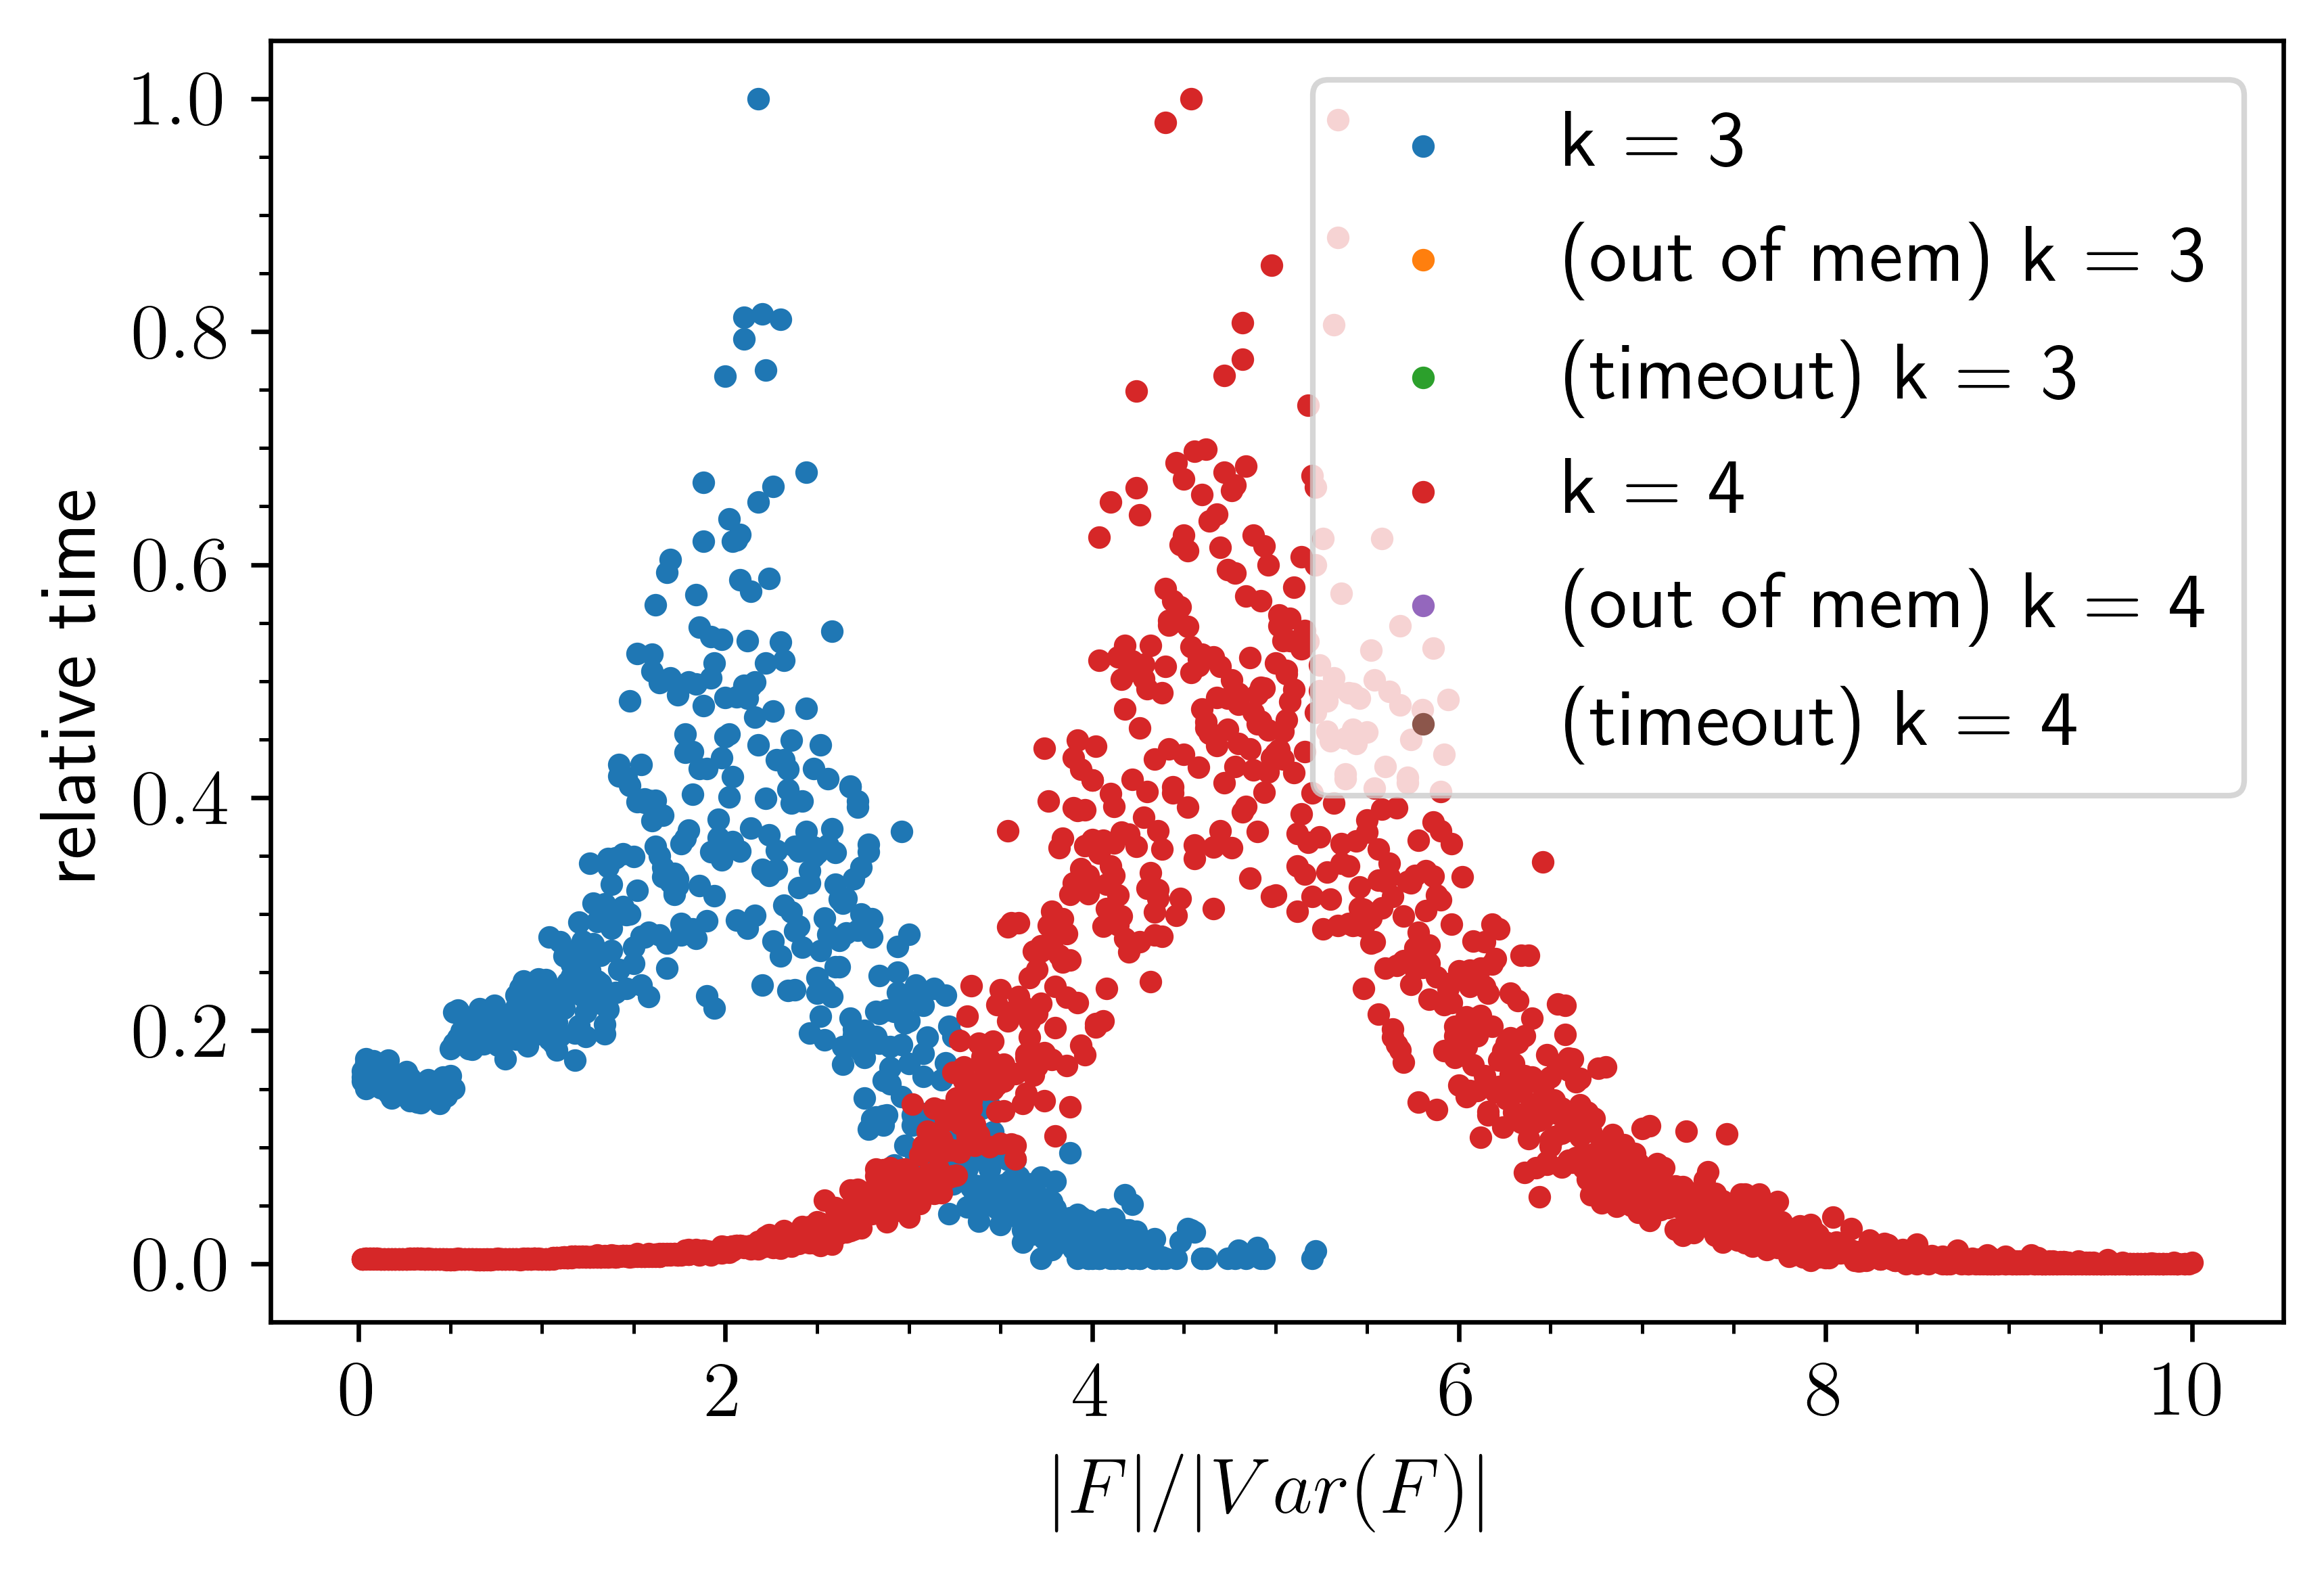 1.0
0.8
0.6
0.4
0.2
0.0
relative time
k = 3
(out of mem) k = 3
(timeout) k = 3
k = 4
(out of mem) k = 4
(timeout) k = 4
0 2 4 6 8 10
|F|/|Var(F)|